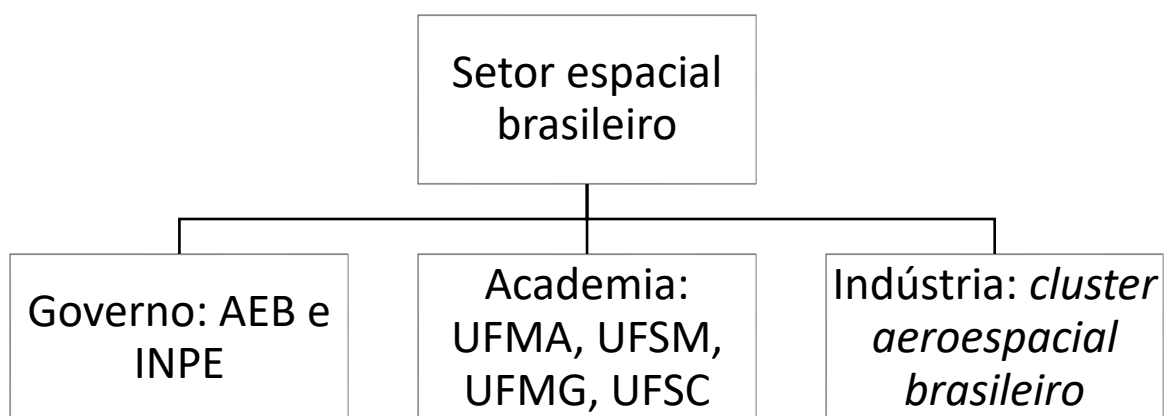 Setor espacial
brasileiro
Governo: AEB e
INPE
Academia:
UFMA, UFSM,
UFMG, UFSC
Indústria: cluster
aeroespacial
brasileiro